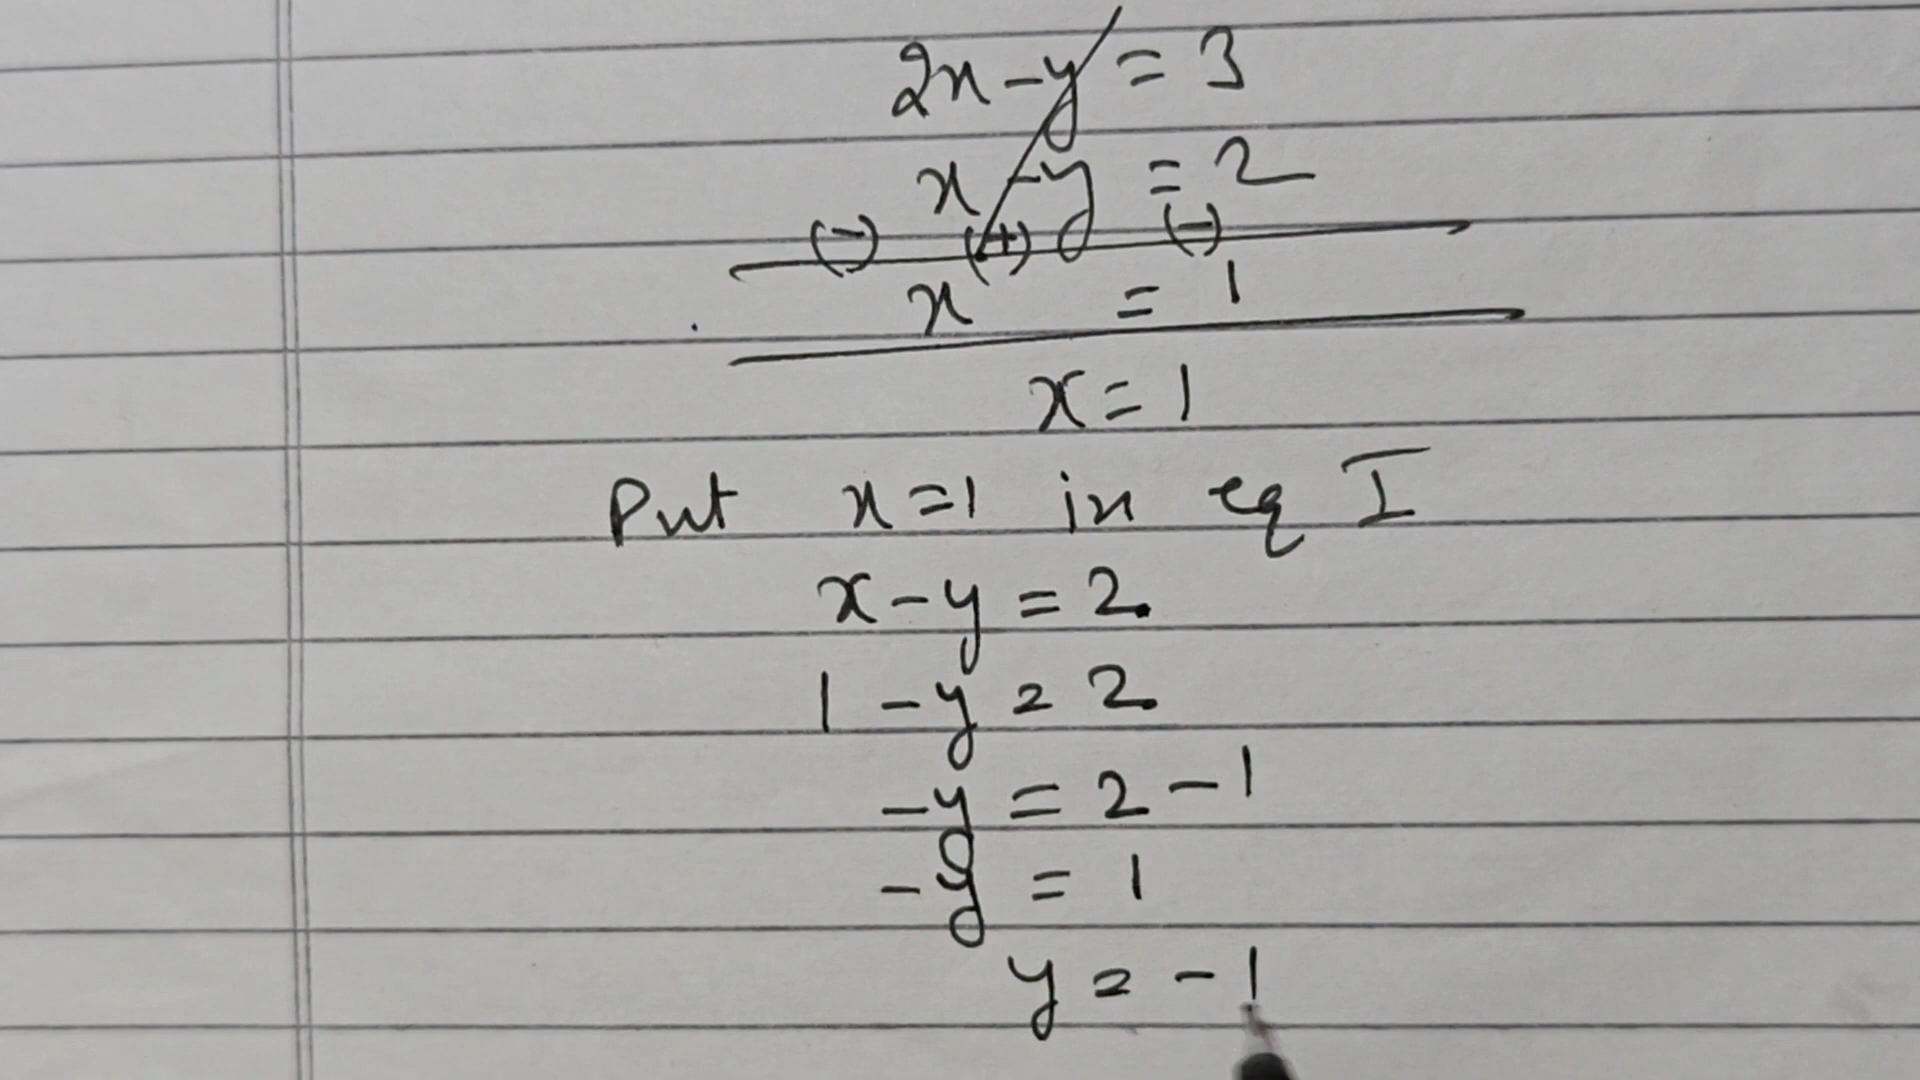 2x - y = 3
x - y = 2
(-) (+) (-)
x = 1
x = 1
Put x = 1 in eq I
x - y = 2
1 - y = 2
- y = 2 - 1
- y = 1
y = - 1